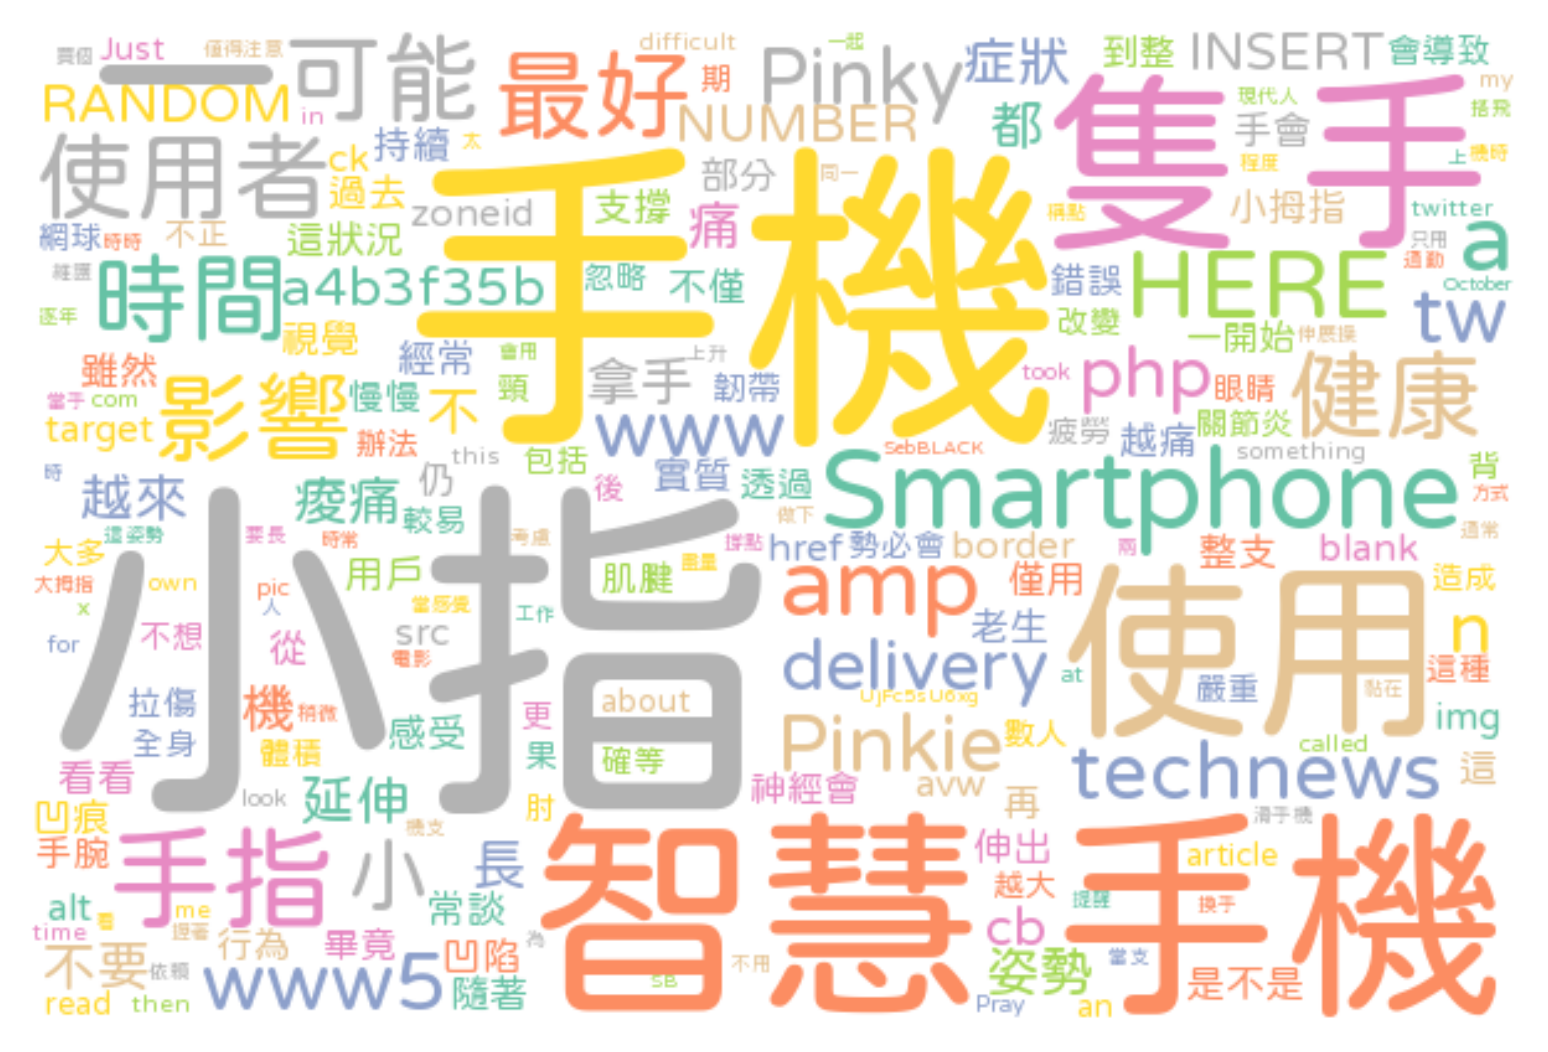 買個 Just 值得注意 一 可能 最好 difficult 期 Pinky 一起 症狀 到整 INSERT 會導致 my
RANDOM in 持續 太 NUMBER 都 隻手 現代人 手會 搭飛
使用者 ck 過去 手機 部分 同一 程度 上 機時
zoneid 支撐 痛 小拇指 twitter
網球 時時 不正 這狀況 忽略 不僅 錯誤 HERE 只用 通動 a
時間 a4b3f35b 改變 October tw
逐年 視覺 經常 會用 拿手 上升 韌帶 一開始 伸展操
雖然 影響 慢慢 不 頸 took php 眼睛 健康
當手 com target 辦法 www 疲勞 越痛 關節炎
this 包括 SebBLACK something 背
時 越來 痠痛 仍 較易 後 實質 透過 Smartphone 方式
這姿勢 要長 時常 考慮 做下 撐點 href 勢必會 border 兩 整支 blank 通常
大多 小指 用戶 肌腱 amp 僅用 使用 造成
大拇指 own pic 當感覺 工作
x 人 src 老生 n
for 不想 從 電影 delivery at 嚴重 黏在 這種
拉傷 機 稍微 about UjFc5sU6xg img
全身 體積 感受 更 Pinkie 數人 called
看看 果 確等 神經會 avw technews 這
look 延伸 肘 再
凹痕 機支 智慧 手機 滑手機
手腕 手指 小 長 伸出 article
alt 常談 越大 提醒 換手
time me 行為 畢竟 為 cb
不要 依賴 凹陷 不用 姿勢 當支
www5 隨著 SB 是不是
read then Pray an